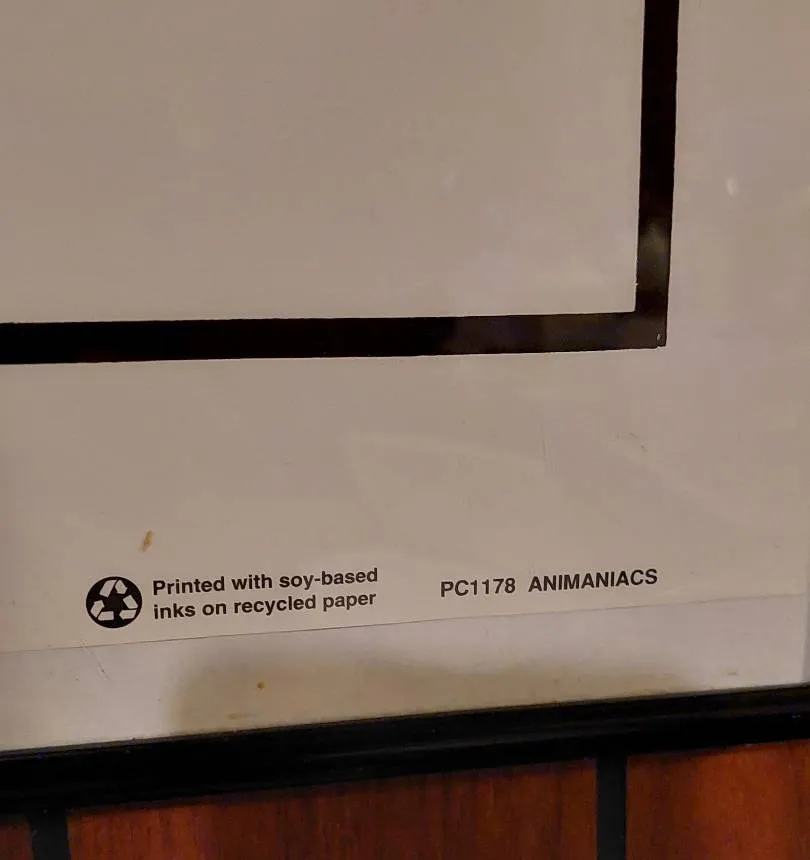 Printed with soy-based
inks on recycled paper
PC1178 ANIMANIACS